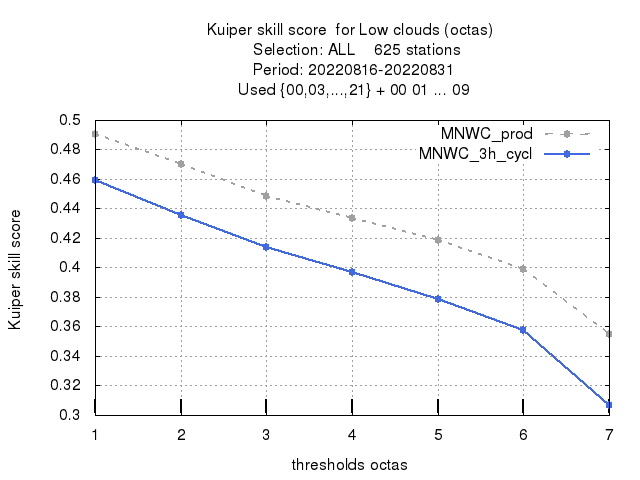 Kuiper skill score  for Low clouds (octas)
Selection: ALL    625 stations
Period: 20220816-20220831
Used {00,03,...,21} + 00 01 ... 09
MNWC_prod
MNWC_3h_cycl
0.5
0.48
0.46
0.44
0.42
0.4
0.38
0.36
0.34
0.32
0.3
Kuiper skill score
1 2 3 4 5 6 7
thresholds octas